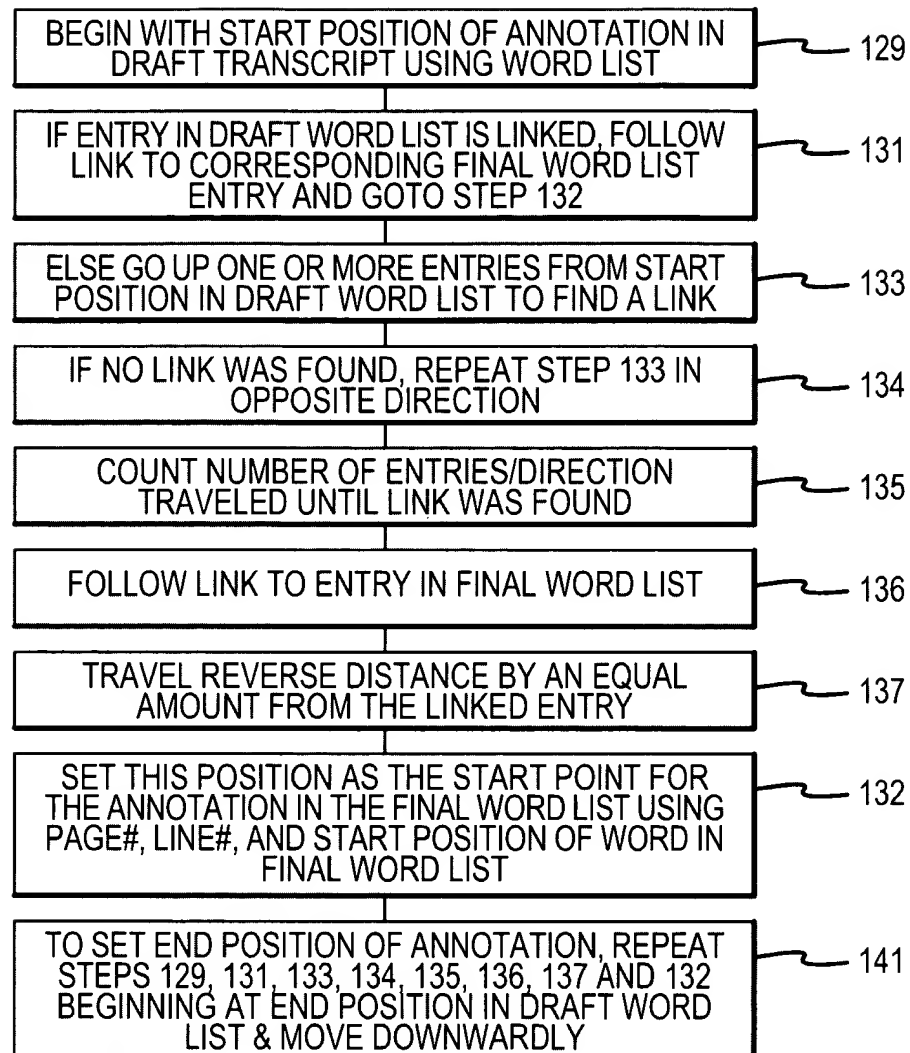 BEGIN WITH START POSITION OF ANNOTATION IN
DRAFT TRANSCRIPT USING WORD LIST
129
IF ENTRY IN DRAFT WORD LIST IS LINKED, FOLLOW
LINK TO CORRESPONDING FINAL WORD LIST
ENTRY AND GOTO STEP 132
131
ELSE GO UP ONE OR MORE ENTRIES FROM START
POSITION IN DRAFT WORD LIST TO FIND A LINK
133
IF NO LINK WAS FOUND, REPEAT STEP 133 IN
OPPOSITE DIRECTION
134
COUNT NUMBER OF ENTRIES/DIRECTION
TRAVELED UNTIL LINK WAS FOUND
135
FOLLOW LINK TO ENTRY IN FINAL WORD LIST
136
TRAVEL REVERSE DISTANCE BY AN EQUAL
AMOUNT FROM THE LINKED ENTRY
137
SET THIS POSITION AS THE START POINT FOR
THE ANNOTATION IN THE FINAL WORD LIST USING
PAGE#, LINE#, AND START POSITION OF WORD IN
FINAL WORD LIST
132
TO SET END POSITION OF ANNOTATION, REPEAT
STEPS 129, 131, 133, 134, 135, 136, 137 AND 132
BEGINNING AT END POSITION IN DRAFT WORD
LIST & MOVE DOWNWARDLY
141